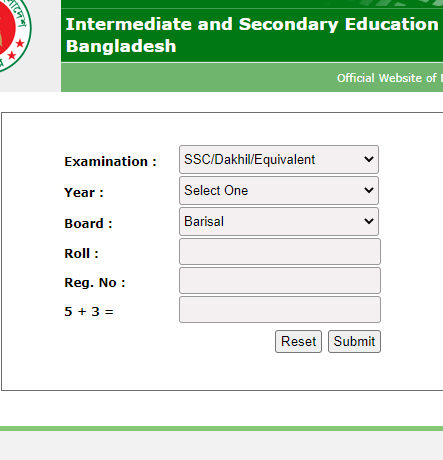 Intermediate and Secondary Education
Bangladesh
Official Website of
Examination :
SSC/Dakhil/Equivalent
Year :
Select One
Board :
Barisal
Roll :
Reg. No :
5 + 3 =
Reset
Submit